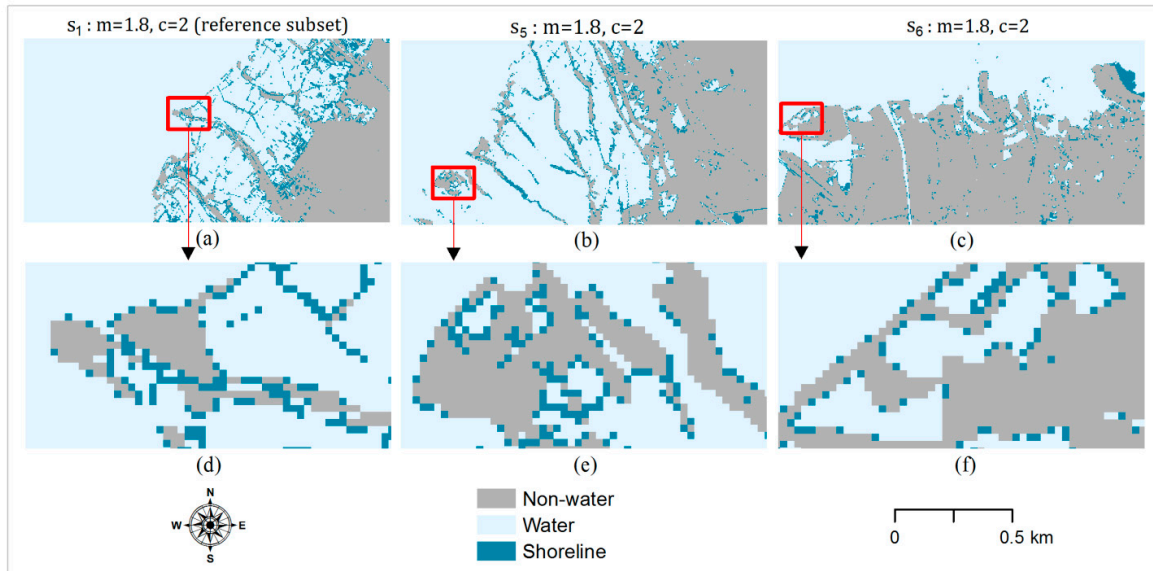 s₁ : m=1.8, c=2 (reference subset)
s₅ : m=1.8, c=2
s₆ : m=1.8, c=2
(a)
(b)
(c)
(d)
(e)
(f)
N
W E
S
Non-water
Water
Shoreline
0 0.5 km